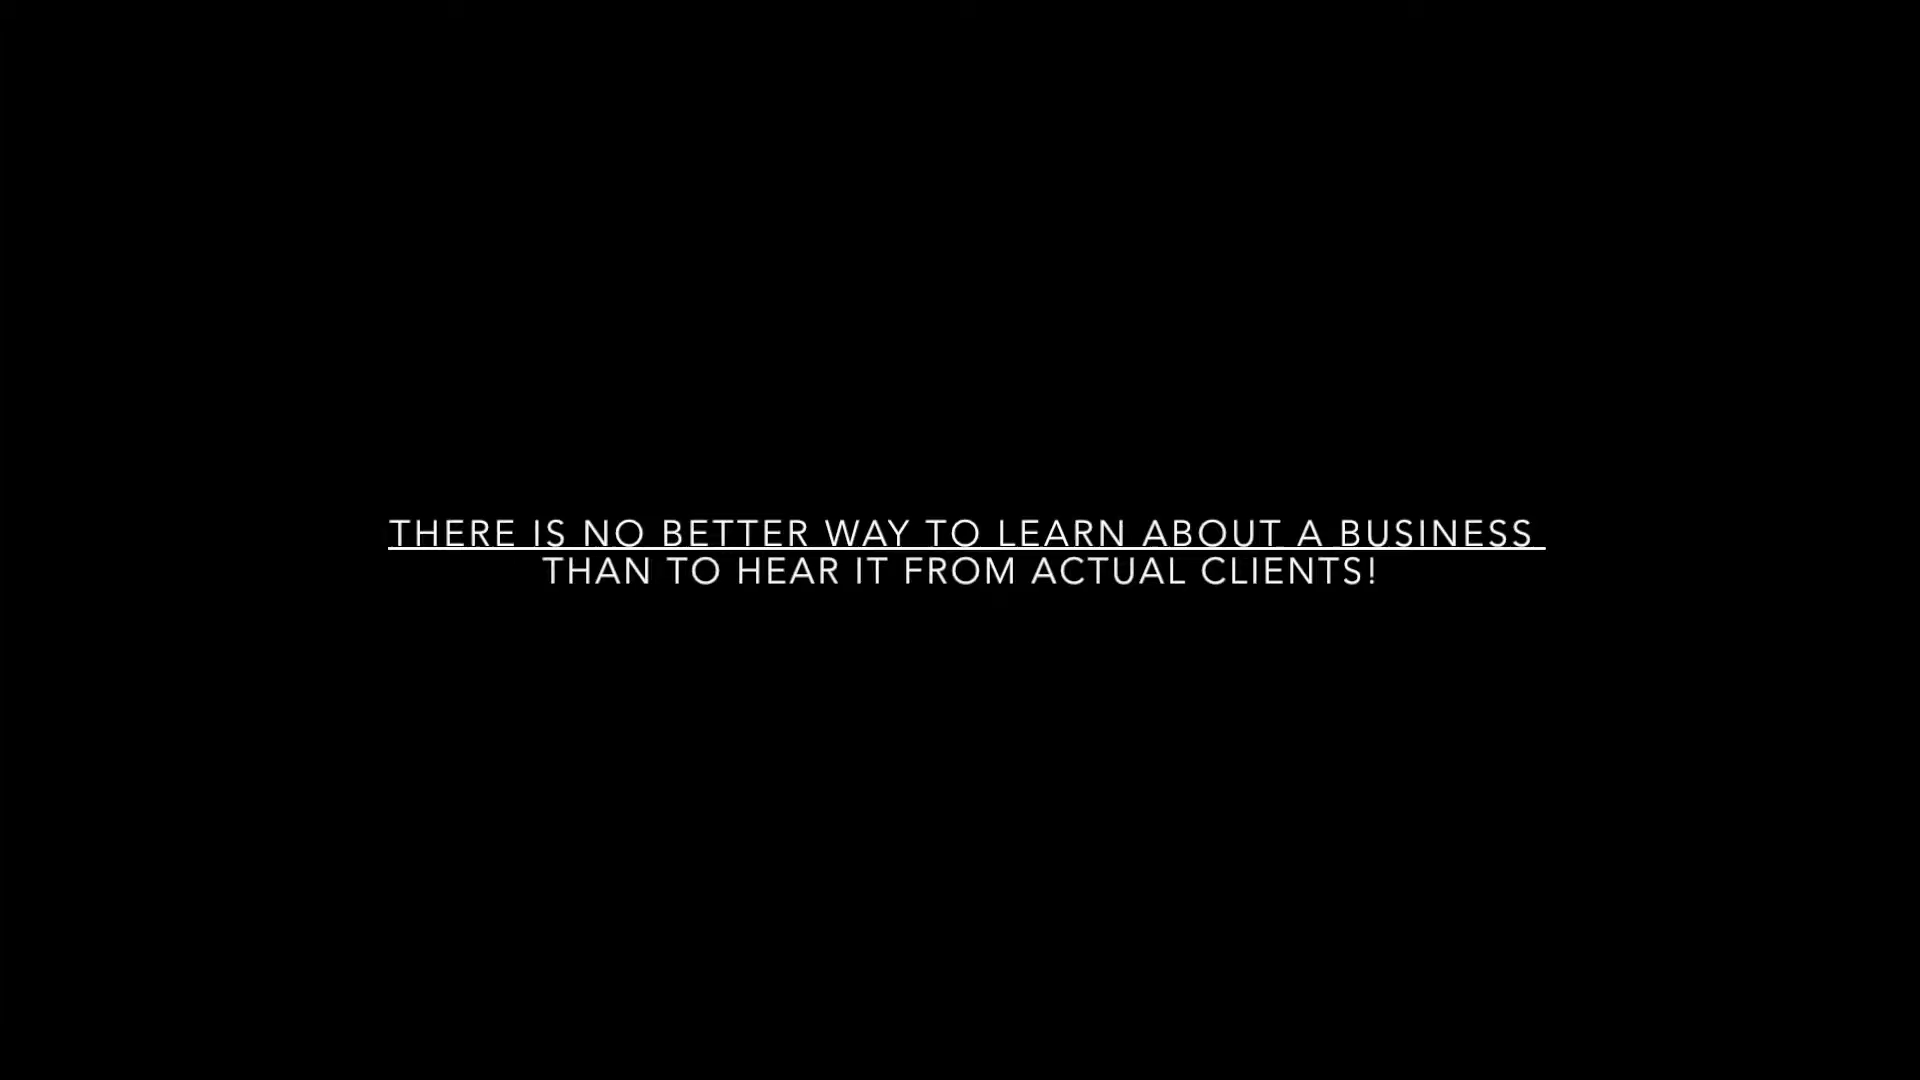 THERE IS NO BETTER WAY TO LEARN ABOUT A BUSINESS
THAN TO HEAR IT FROM ACTUAL CLIENTS!